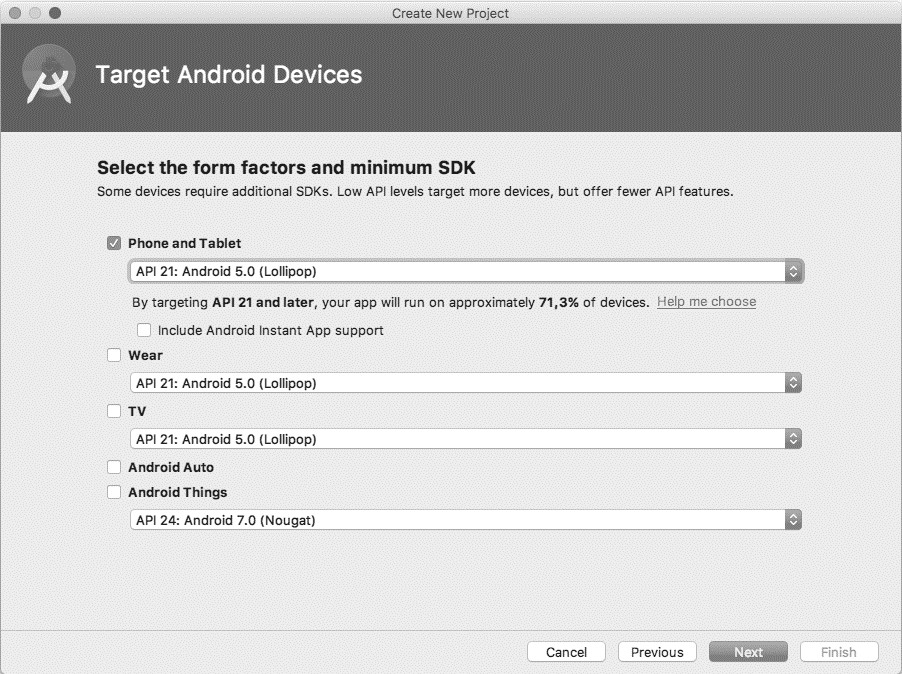 Create New Project
Target Android Devices
Select the form factors and minimum SDK
Some devices require additional SDKs. Low API levels target more devices, but offer fewer API features.
Phone and Tablet
API 21: Android 5.0 (Lollipop)
By targeting API 21 and later, your app will run on approximately 71,3% of devices. Help me choose
Include Android Instant App support
Wear
API 21: Android 5.0 (Lollipop)
TV
API 21: Android 5.0 (Lollipop)
Android Auto
Android Things
API 24: Android 7.0 (Nougat)
Cancel Previous Next Finish